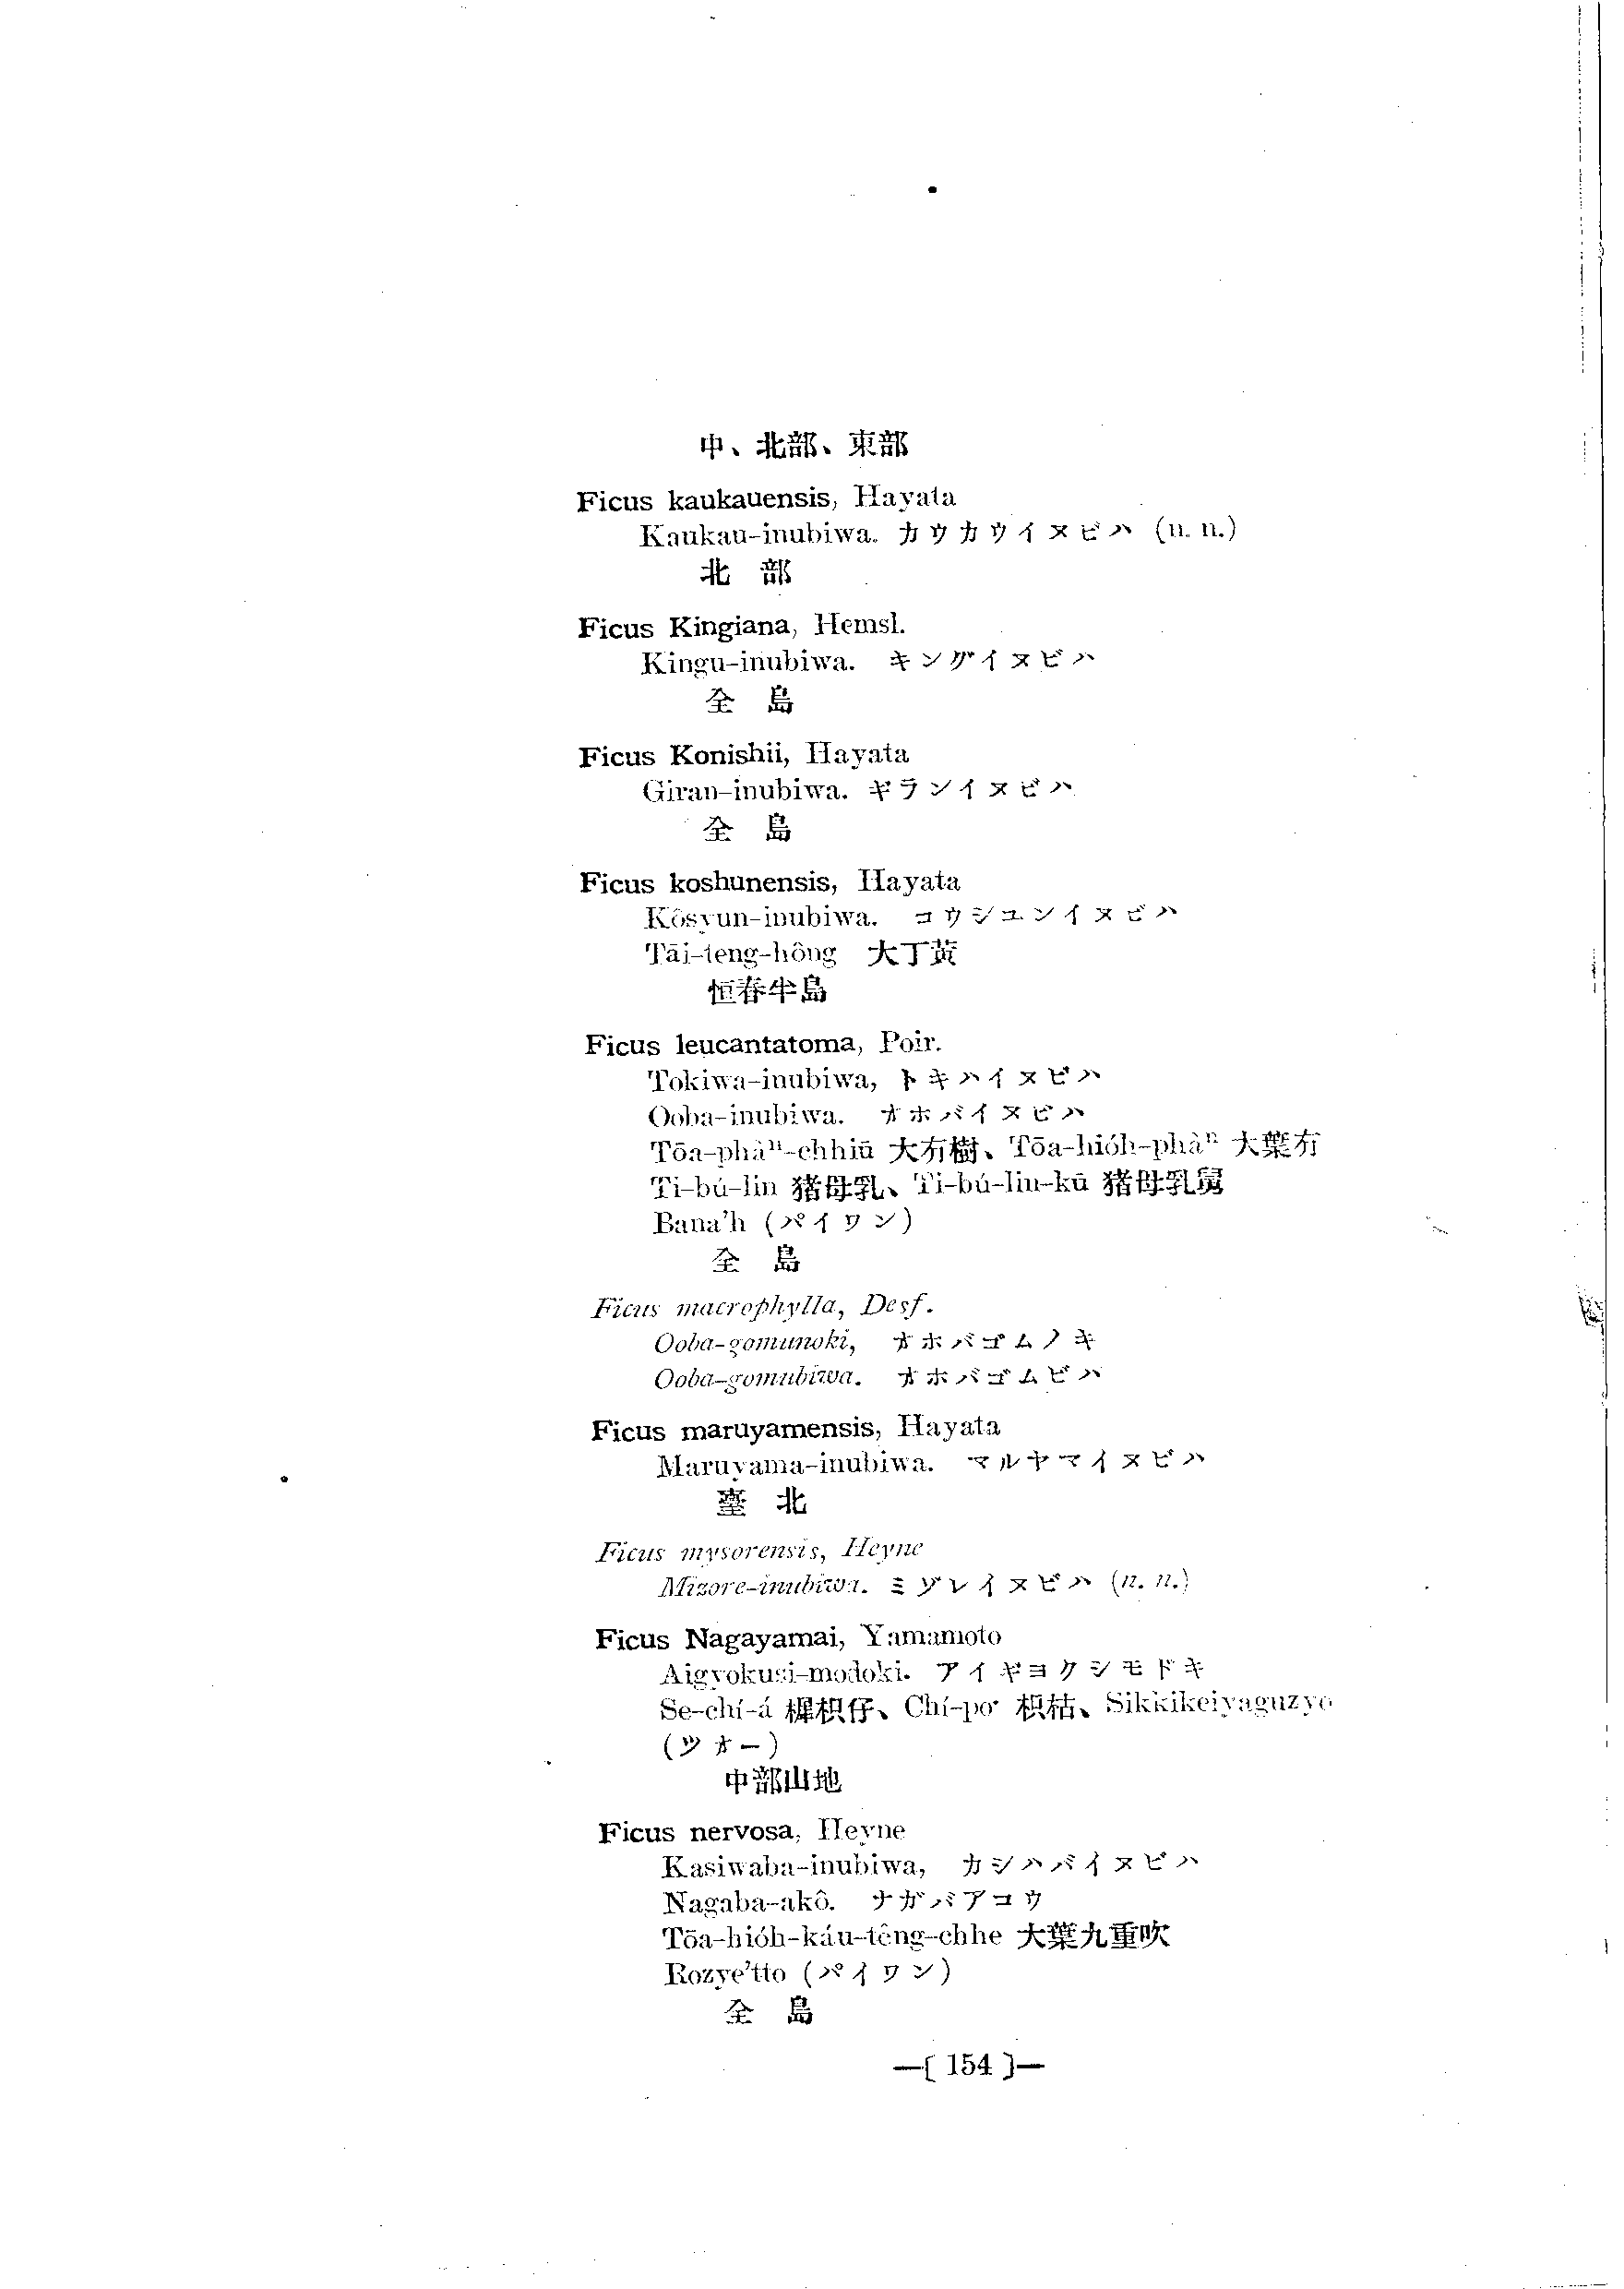 中、北部、東部
Ficus kaukauensis, Hayata
Kaukau-inubiwa. カウカウイヌビハ (n. n.)
北 部
Ficus Kingiana, Hemsl.
Kingu-inubiwa. キングイヌビハ
全 島
Ficus Konishii, Hayata
Giran-inubiwa. ギランイヌビハ
全 島
Ficus koshunensis, Hayata
Kôsyun-inubiwa. コウシユンイヌビハ
Tāi-teng-hông 大丁黃
恒春半島
Ficus leucantatoma, Poir.
Tokiwa-inubiwa, トキハイヌビハ
Ooba-inubiwa. オホバイヌビハ
Tōa-phàⁿ-chhiū 大冇樹、Tōa-hió̍h-phàⁿ 大葉冇
Ti-bú-lin 猪母乳、Ti-bú-lin-kū 猪母乳舅
Bana'h (パイワン)
全 島
Ficus macrophylla, Desf.
Ooba-gomunoki, オホバゴムノキ
Ooba-gomubiwa. オホバゴムビハ
Ficus maruyamensis, Hayata
Maruyama-inubiwa. マルヤマイヌビハ
臺 北
Ficus mysorensis, Heyne
Mizore-inubiwa. ミゾレイヌビハ (n. n.)
Ficus Nagayamai, Yamamoto
Aigyokusi-modoki. アイギヨクシモドキ
Se-chí-á 枳仔、Chí-po 枳桔、Sikkikeiyaguzyo
(ツオー)
中部山地
Ficus nervosa, Heyne
Kasiwaba-inubiwa, カシハバイヌビハ
Nagaba-akô. ナガバアコウ
Tōa-hió̍h-káu-têng-chhe 大葉九重吹
Rozye'tto (パイワン)
全 島
—[ 154 ]—